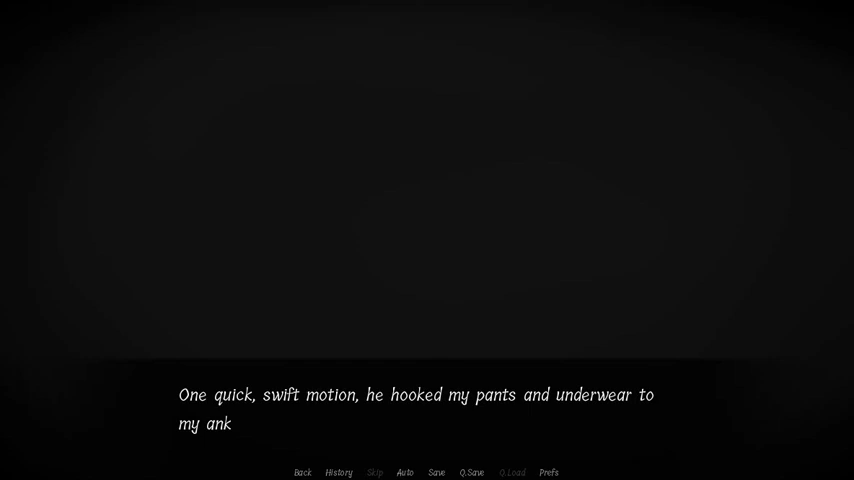 One quick, swift motion, he hooked my pants and underwear to
my ank
Back History Skip Auto Save Q.Save Q.Load Prefs